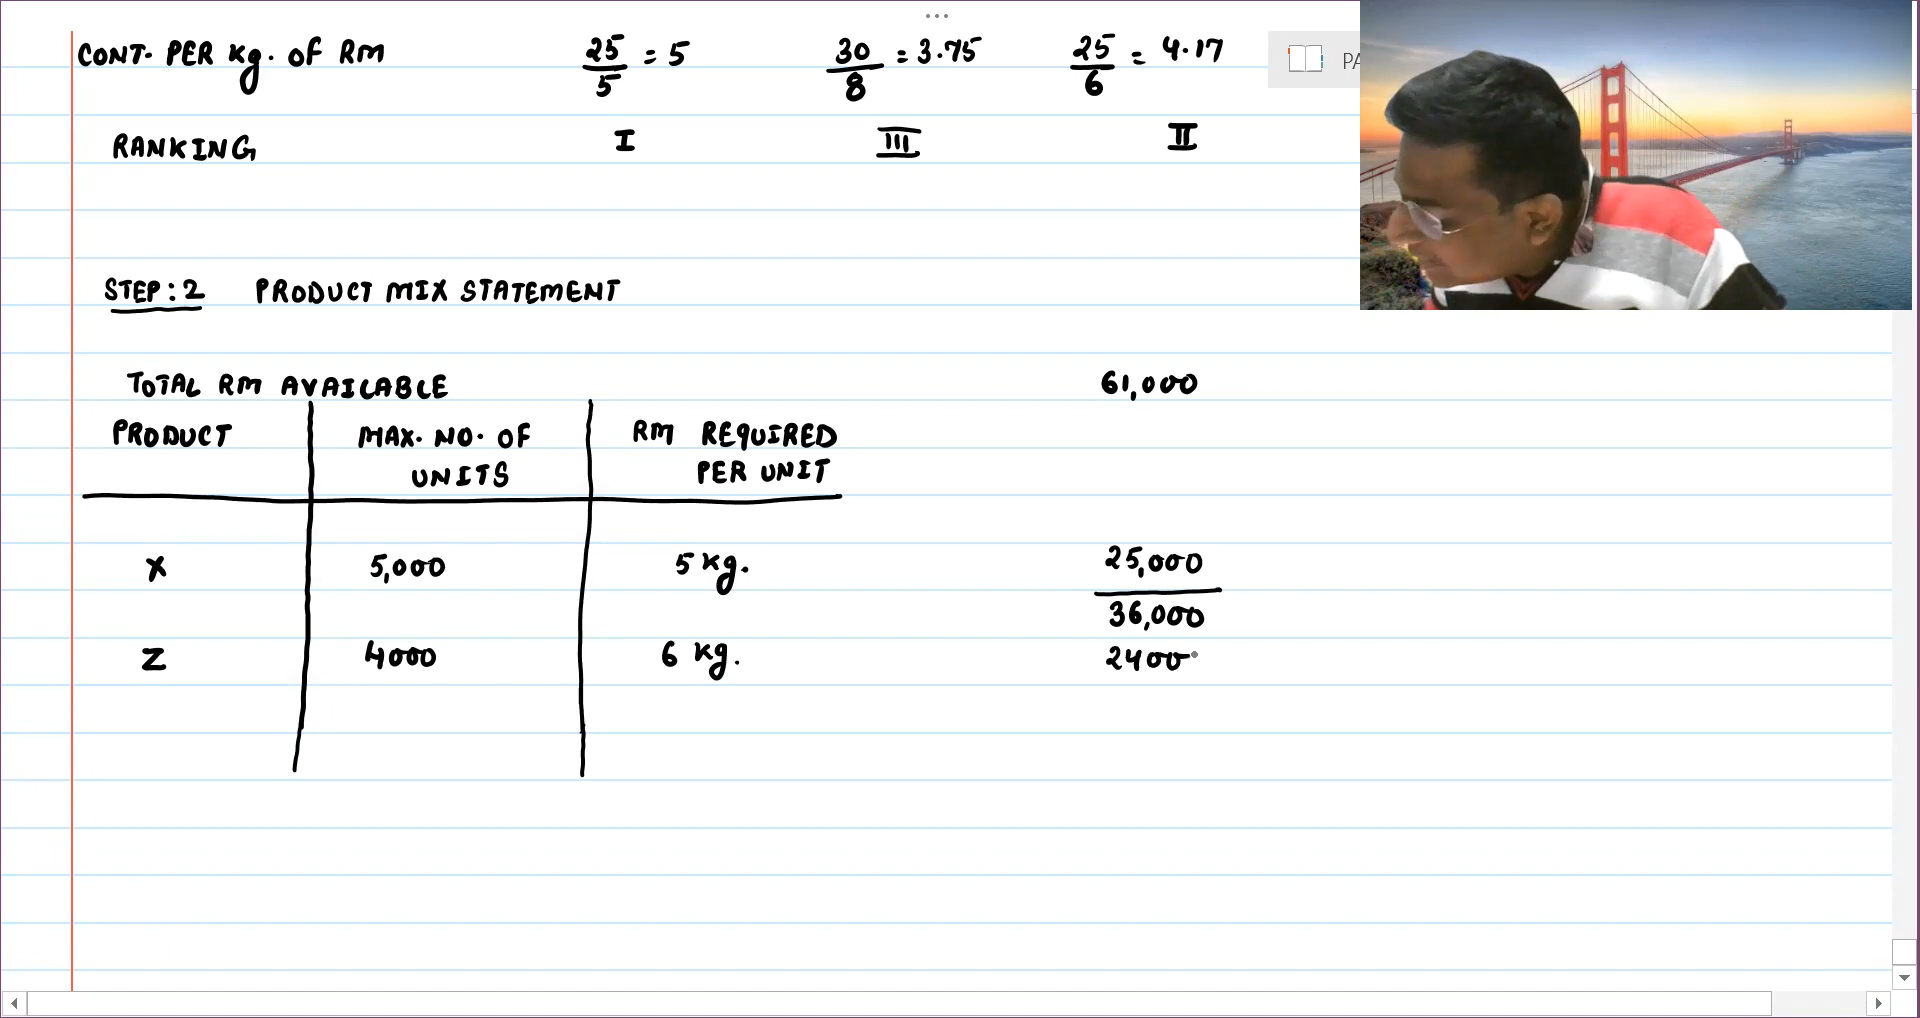 CONT. PER kg. of RM 25/5 = 5 30/8 = 3.75 25/6 = 4.17
PA
RANKING I III II
STEP:2 PRODUCT MIX STATEMENT
TOTAL RM AVAILABLE 61,000
PRODUCT MAX. NO. OF UNITS RM REQUIRED PER UNIT
X 5,000 5 kg. 25,000
36,000
Z 4000 6 kg. 2400